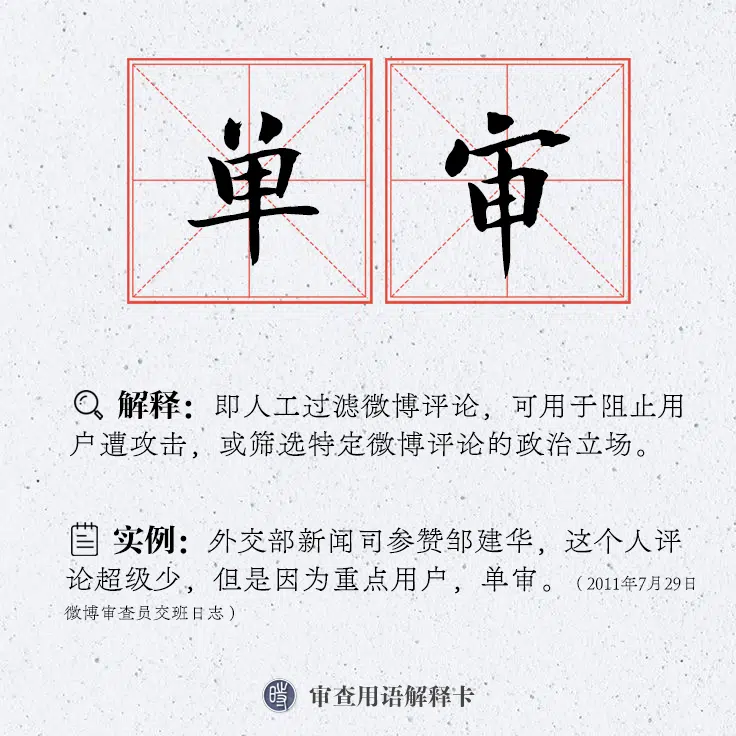 单审
解释：即人工过滤微博评论，可用于阻止用
户遭攻击，或筛选特定微博评论的政治立场。
实例：外交部新闻司参赞邹建华，这个人评
论超级少，但是因为重点用户，单审。（2011年7月29日
微博审查员交班日志）
時 审查用语解释卡